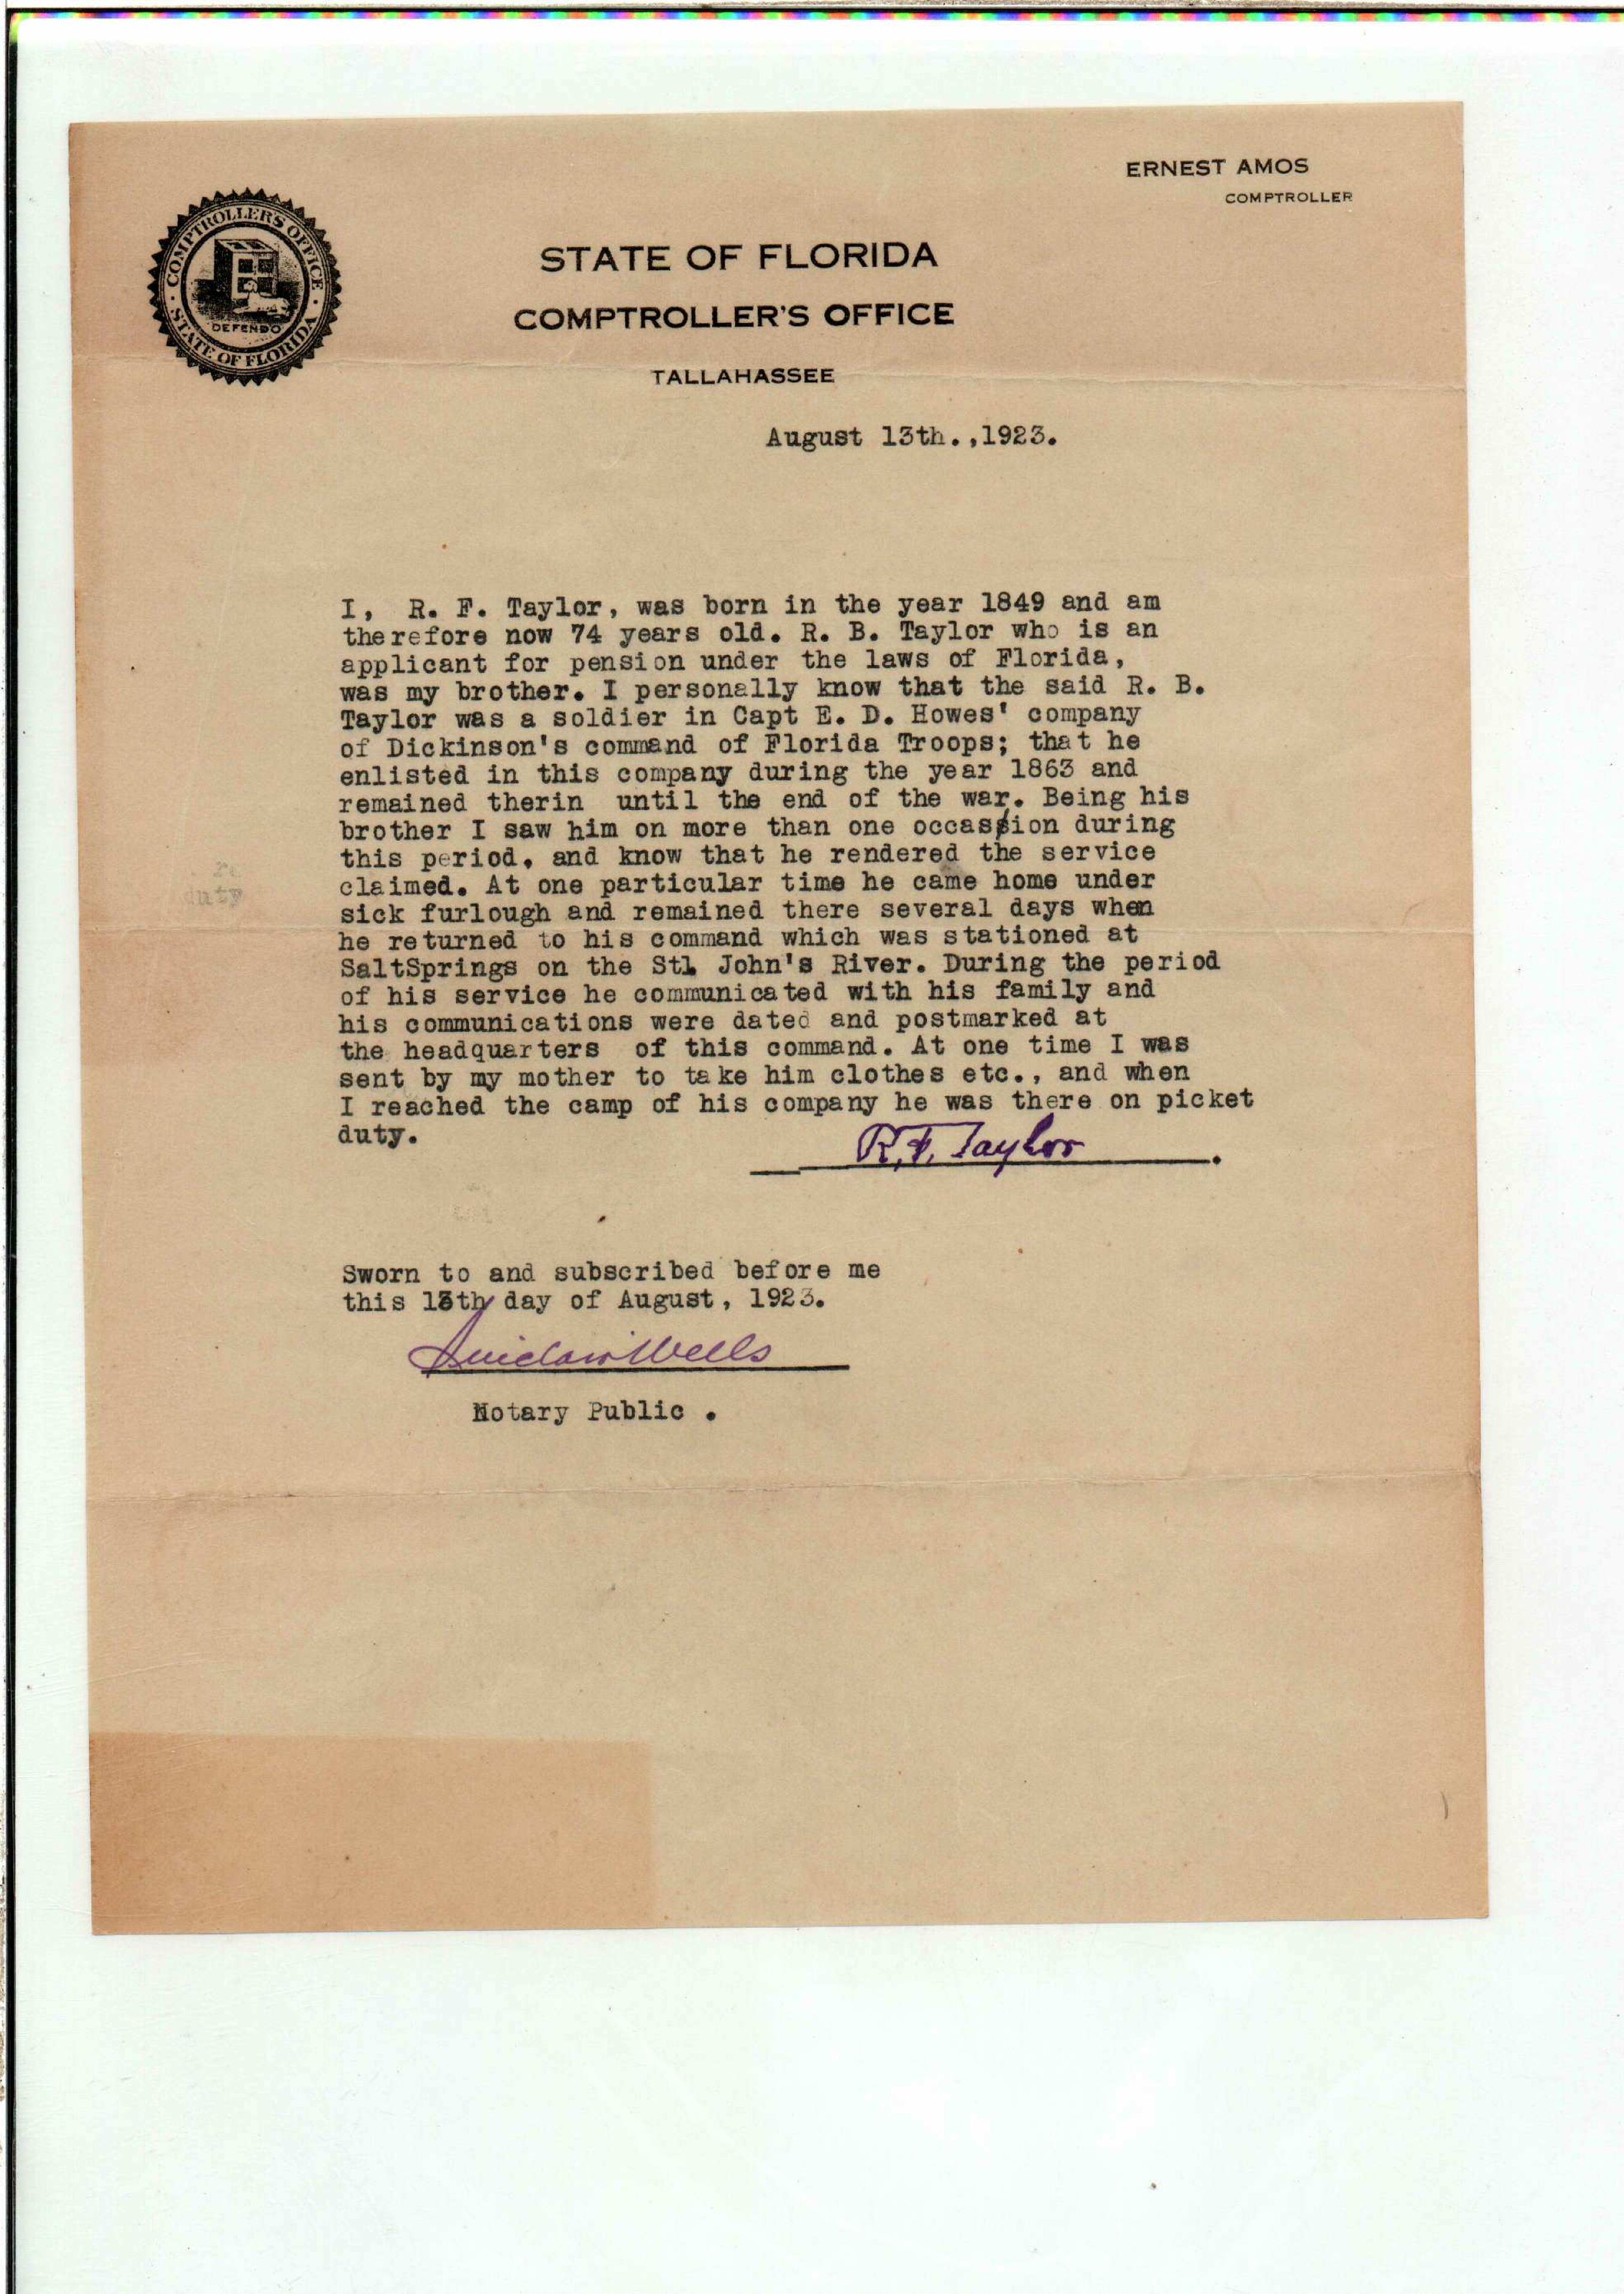 ERNEST AMOS
COMPTROLLER
COMPTROLLER'S OFFICE · STATE OF FLORIDA ·
DEFENDO
STATE OF FLORIDA
COMPTROLLER'S OFFICE
TALLAHASSEE
August 13th.,1923.
I, R. F. Taylor, was born in the year 1849 and am
therefore now 74 years old. R. B. Taylor who is an
applicant for pension under the laws of Florida,
was my brother. I personally know that the said R. B.
Taylor was a soldier in Capt E. D. Howes' company
of Dickinson's command of Florida Troops; that he
enlisted in this company during the year 1863 and
remained therin until the end of the war. Being his
brother I saw him on more than one occassion during
this period, and know that he rendered the service
claimed. At one particular time he came home under
sick furlough and remained there several days when
he returned to his command which was stationed at
SaltSprings on the Stl John's River. During the period
of his service he communicated with his family and
his communications were dated and postmarked at
the headquarters of this command. At one time I was
sent by my mother to take him clothes etc., and when
I reached the camp of his company he was there on picket
duty.
R. F. Taylor
duty
Sworn to and subscribed before me
this 13th day of August, 1923.
Wells
Notary Public .